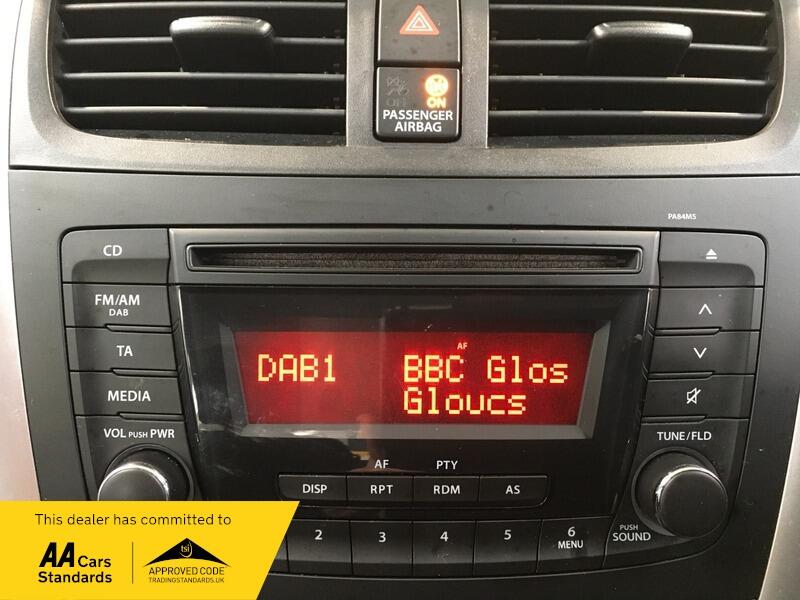 OFF ON
PASSENGER
AIRBAG
PA84M5
CD
FM/AM
DAB
TA
MEDIA
VOL PUSH PWR
AF
DAB1 BBC Glos
Gloucs
TUNE/FLD
AF PTY
DISP RPT RDM AS
2 3 4 5 6
MENU
PUSH
SOUND
This dealer has committed to
AA Cars
Standards
tsi
APPROVED CODE
TRADINGSTANDARDS.UK